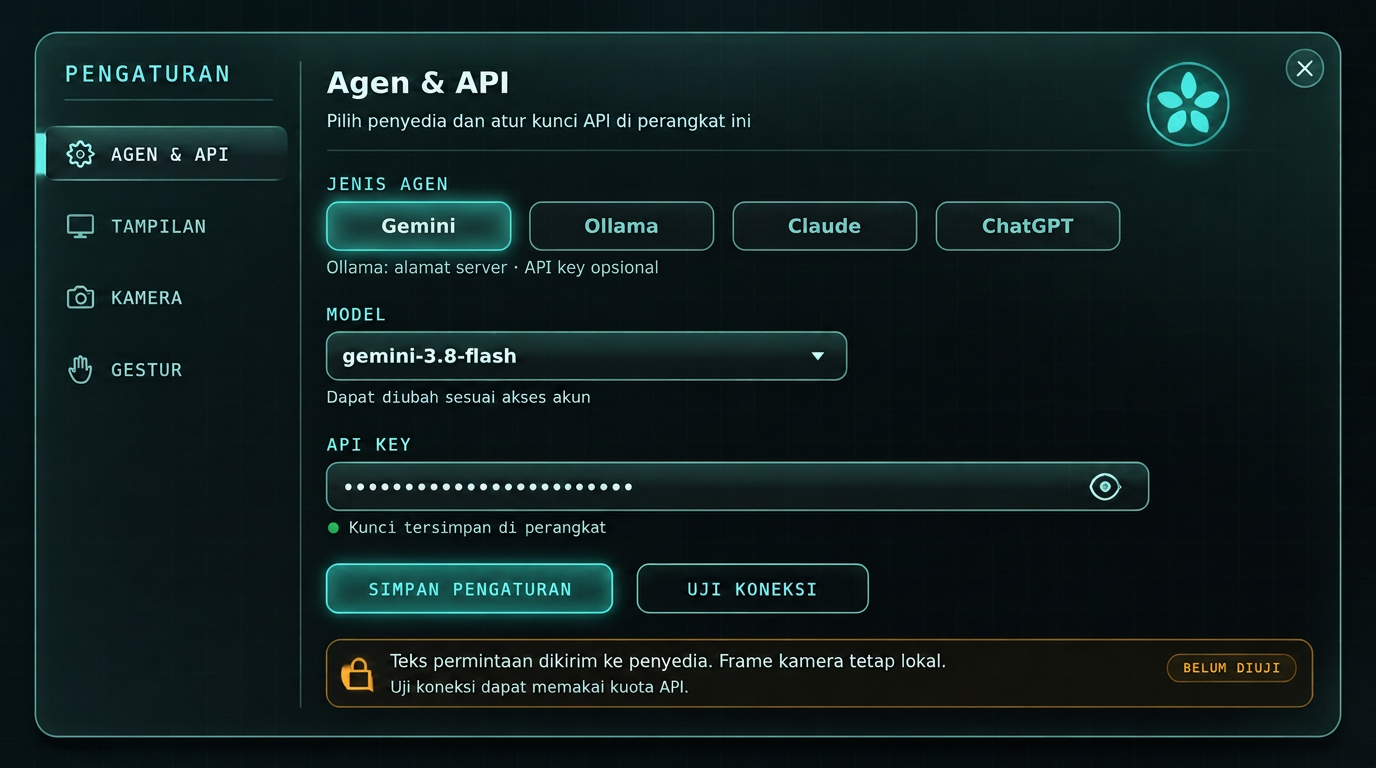 PENGATURAN
AGEN & API
TAMPILAN
KAMERA
GESTUR
Agen & API
Pilih penyedia dan atur kunci API di perangkat ini
JENIS AGEN
Gemini
Ollama
Claude
ChatGPT
Ollama: alamat server · API key opsional
MODEL
gemini-3.8-flash
Dapat diubah sesuai akses akun
API KEY
••••••••••••••••••••••••
Kunci tersimpan di perangkat
SIMPAN PENGATURAN
UJI KONEKSI
Teks permintaan dikirim ke penyedia. Frame kamera tetap lokal.
Uji koneksi dapat memakai kuota API.
BELUM DIUJI